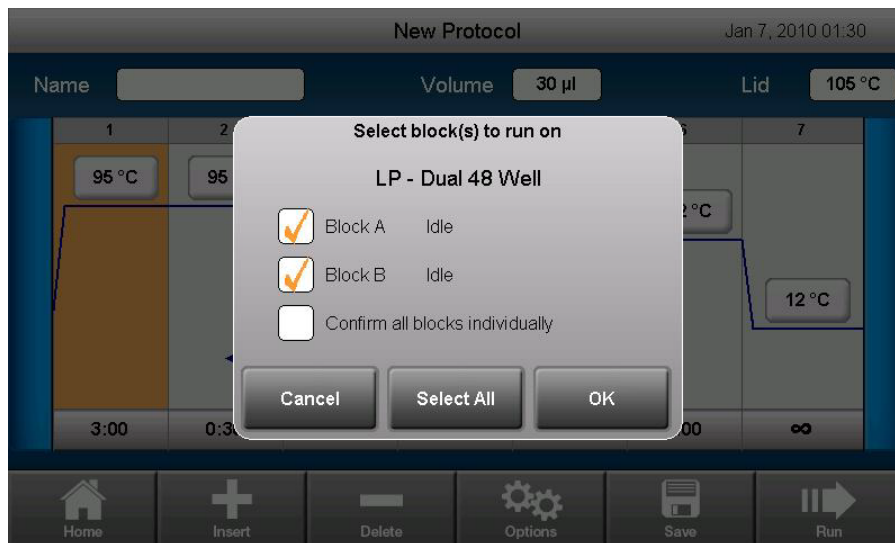 New Protocol
Jan 7, 2010 01:30
Name
Volume 30 µl
Lid 105 °C
1 2 7
Select block(s) to run on
95 °C 95
LP - Dual 48 Well
Block A Idle
Block B Idle
12 °C
Confirm all blocks individually
Cancel Select All OK
3:00 ∞
Home Insert Delete Options Save Run